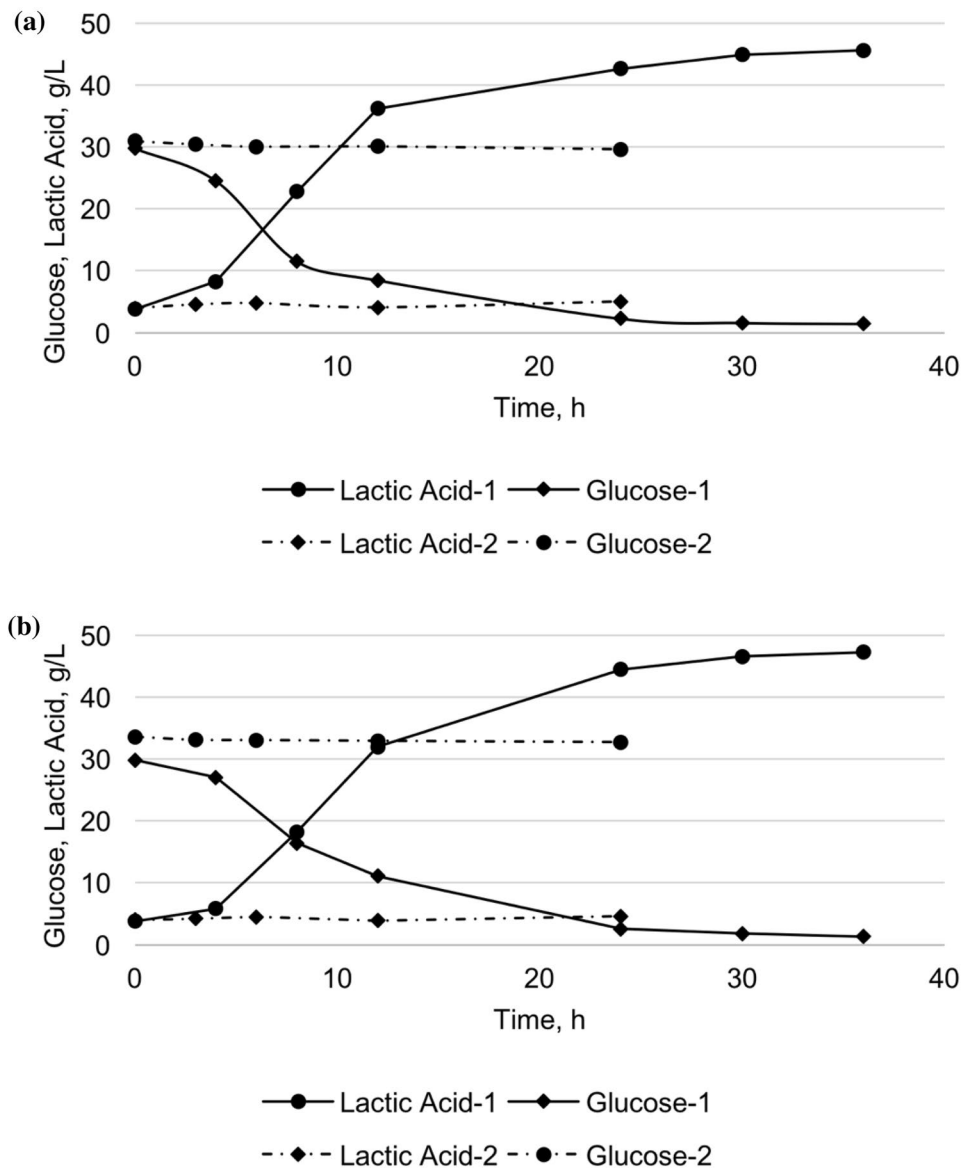 (a)
50
40
30
20
10
0
Glucose, Lactic Acid, g/L
0 10 20 30 40
Time, h
Lactic Acid-1 Glucose-1
Lactic Acid-2 Glucose-2
(b)
50
40
30
20
10
0
Glucose, Lactic Acid, g/L
0 10 20 30 40
Time, h
Lactic Acid-1 Glucose-1
Lactic Acid-2 Glucose-2